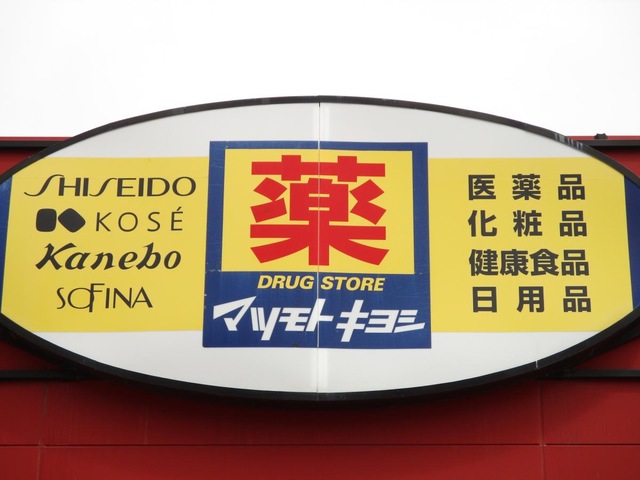 SHISEIDO
KOSÉ
Kanebo
SOFINA
薬
DRUG STORE
マツモトキヨシ
医薬品
化粧品
健康食品
日用品